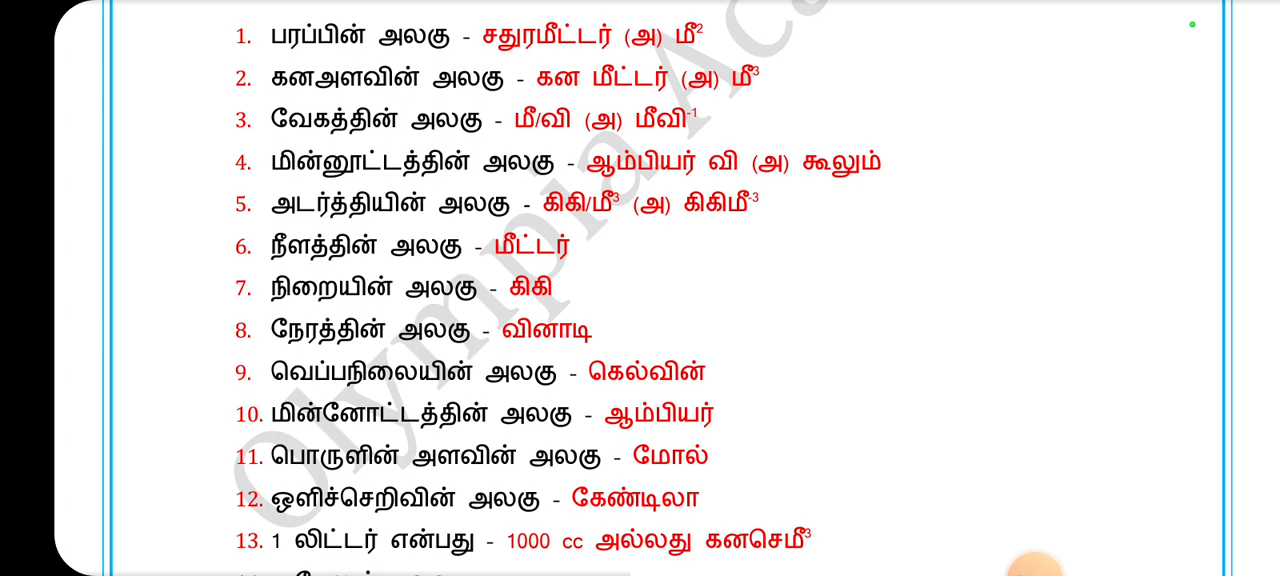 1. பரப்பின் அலகு - சதுரமீட்டர் (அ) மீ²
2. கனஅளவின் அலகு - கன மீட்டர் (அ) மீ³
3. வேகத்தின் அலகு - மீ/வி (அ) மீவி⁻¹
4. மின்னூட்டத்தின் அலகு - ஆம்பியர் வி (அ) கூலும்
5. அடர்த்தியின் அலகு - கிகி/மீ³ (அ) கிகிமீ⁻³
6. நீளத்தின் அலகு - மீட்டர்
7. நிறையின் அலகு - கிகி
8. நேரத்தின் அலகு - வினாடி
9. வெப்பநிலையின் அலகு - கெல்வின்
10. மின்னோட்டத்தின் அலகு - ஆம்பியர்
11. பொருளின் அளவின் அலகு - மோல்
12. ஒளிச்செறிவின் அலகு - கேண்டிலா
13. 1 லிட்டர் என்பது - 1000 cc அல்லது கனசெமீ³
Olympia